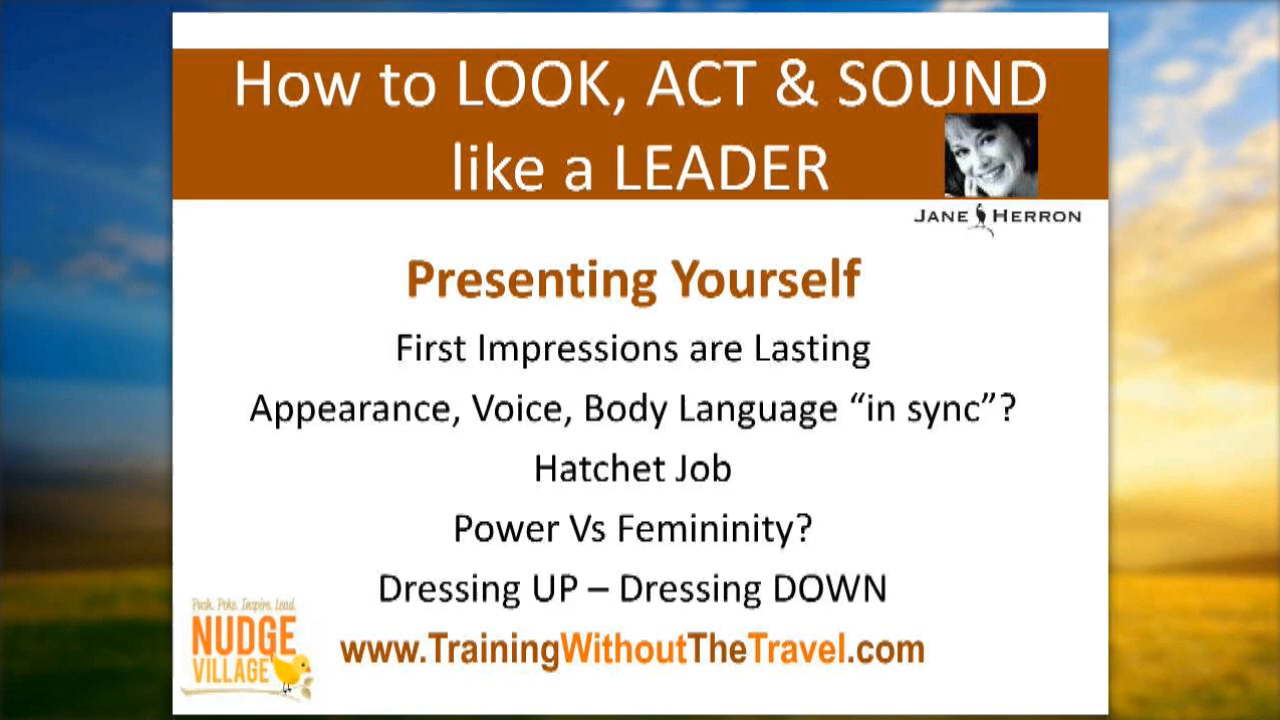 How to LOOK, ACT & SOUND
like a LEADER
JANE HERRON
Presenting Yourself
First Impressions are Lasting
Appearance, Voice, Body Language “in sync”?
Hatchet Job
Power Vs Femininity?
Dressing UP – Dressing DOWN
Push. Poke. Inspire. Lead.
NUDGE
VILLAGE
www.TrainingWithoutTheTravel.com